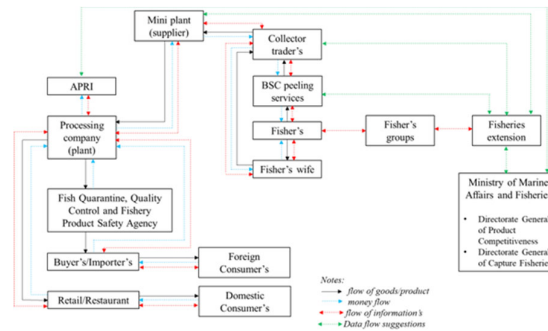 Mini plant
(supplier)
Collector
trader's
APRI
BSC peeling
services
Processing
company
(plant)
Fisher's
Fisher's
groups
Fisheries
extension
Fisher's wife
Fish Quarantine, Quality
Control and Fishery
Product Safety Agency
Ministry of Marine
Affairs and Fisheries
• Directorate General
of Product
Competitiveness
• Directorate General
of Capture Fisheries
Buyer's/Importer's
Foreign
Consumer's
Retail/Restaurant
Domestic
Consumer's
Notes:
flow of goods/product
money flow
flow of information's
Data flow suggestions